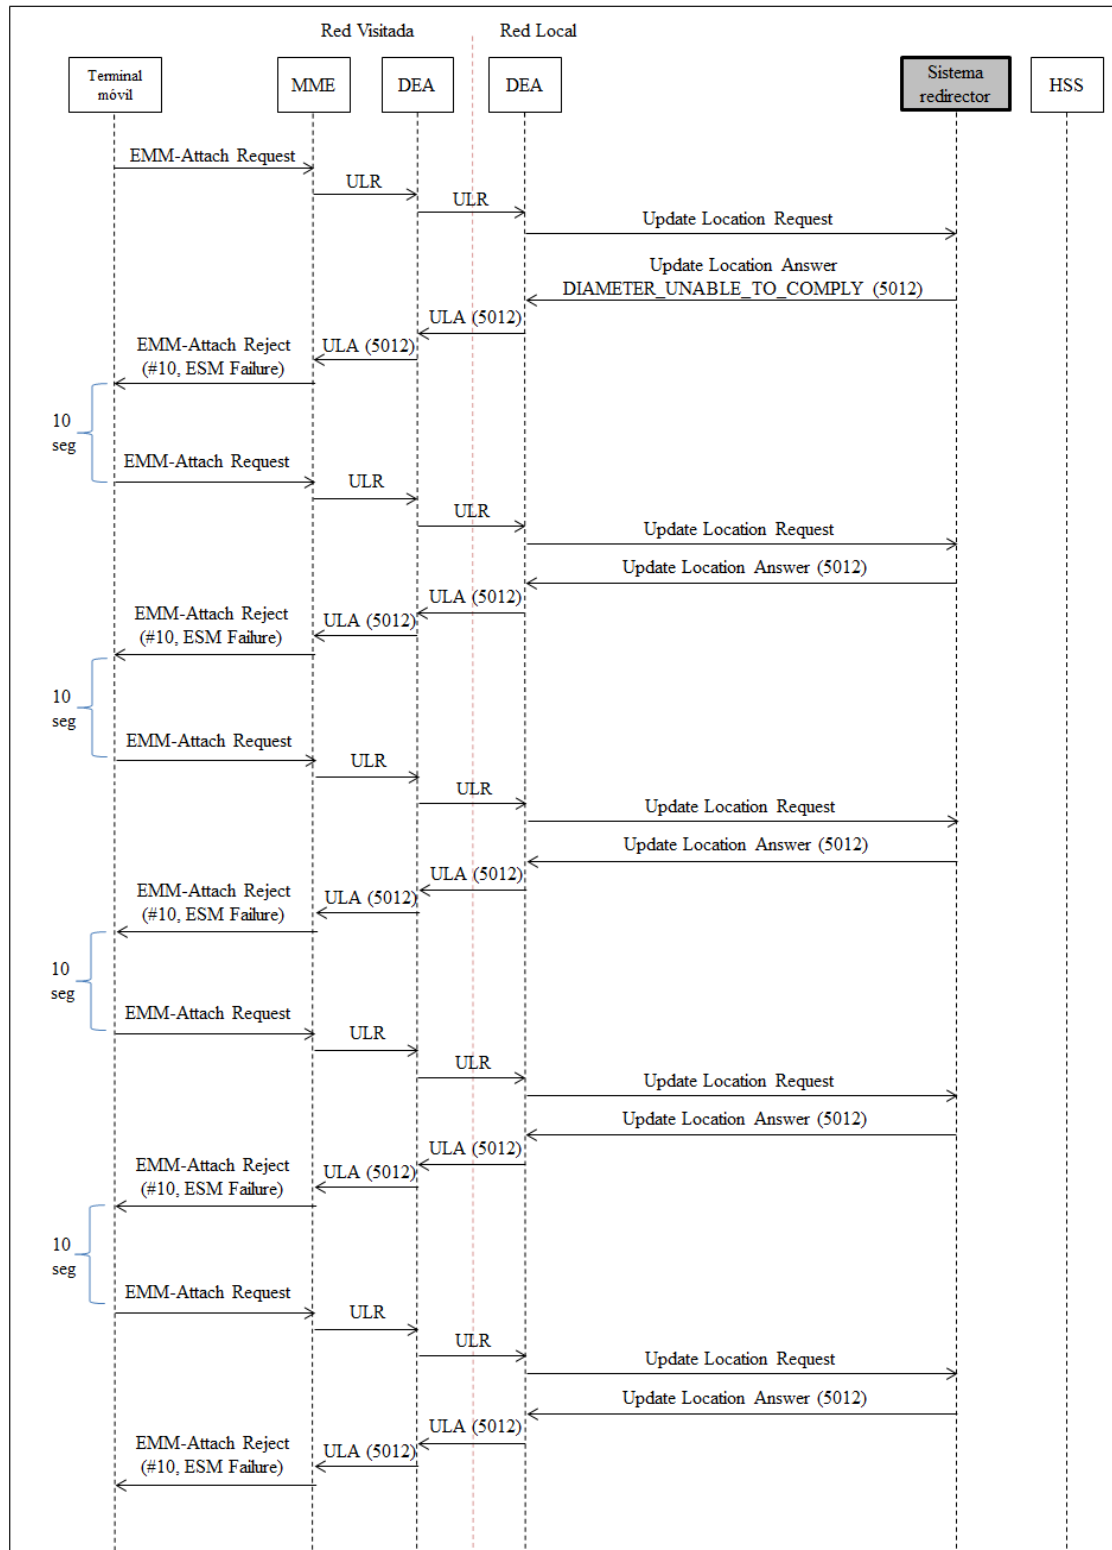 Red Visitada
Red Local
Terminal
móvil
MME
DEA
DEA
Sistema
redirector
HSS
EMM-Attach Request
ULR
ULR
Update Location Request
Update Location Answer
DIAMETER_UNABLE_TO_COMPLY (5012)
ULA (5012)
ULA (5012)
EMM-Attach Reject
(#10, ESM Failure)
10
seg
EMM-Attach Request
ULR
ULR
Update Location Request
Update Location Answer (5012)
ULA (5012)
ULA (5012)
EMM-Attach Reject
(#10, ESM Failure)
10
seg
EMM-Attach Request
ULR
ULR
Update Location Request
Update Location Answer (5012)
ULA (5012)
ULA (5012)
EMM-Attach Reject
(#10, ESM Failure)
10
seg
EMM-Attach Request
ULR
ULR
Update Location Request
Update Location Answer (5012)
ULA (5012)
ULA (5012)
EMM-Attach Reject
(#10, ESM Failure)
10
seg
EMM-Attach Request
ULR
ULR
Update Location Request
Update Location Answer (5012)
ULA (5012)
ULA (5012)
EMM-Attach Reject
(#10, ESM Failure)